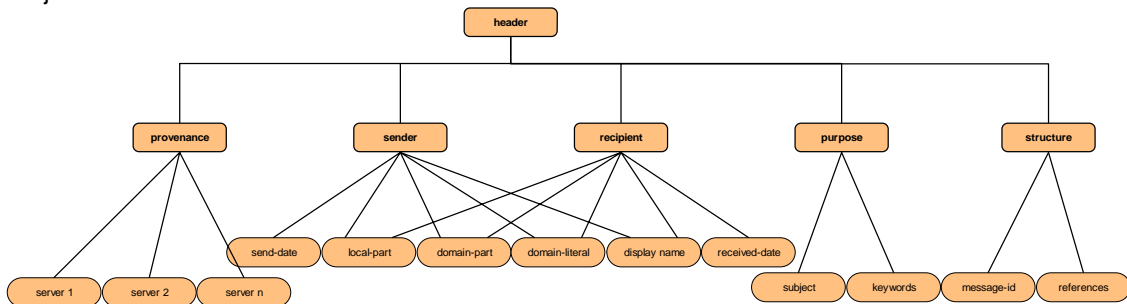 header
provenance
sender
recipient
purpose
structure
send-date
local-part
domain-part
domain-literal
display name
received-date
server 1
server 2
server n
subject
keywords
message-id
references